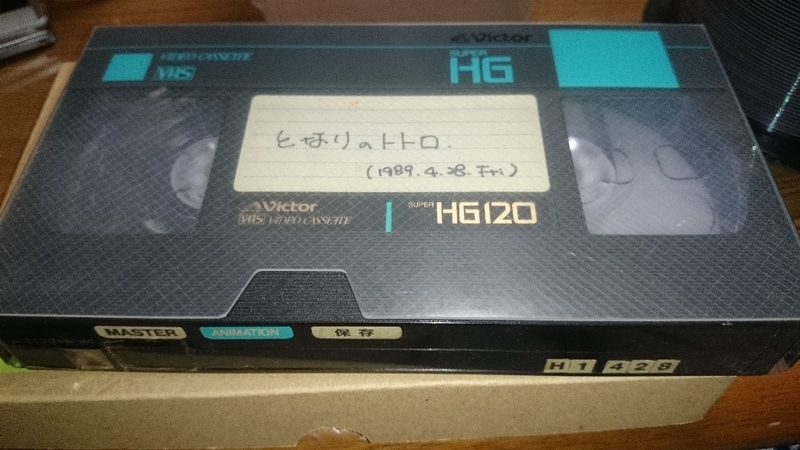 Victor
VIDEO CASSETTE
VHS
SUPER
HG
となりのトトロ.
(1989.4.28.Fri)
Victor
VHS VIDEO CASSETTE
SUPER HG120
MASTER
ANIMATION
保存
H1 428